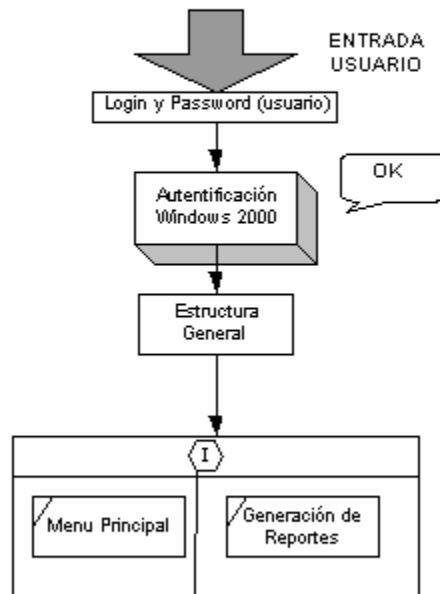 ENTRADA
USUARIO
Login y Password (usuario)
Autentificación
Windows 2000
OK
Estructura
General
I
Menu Principal
Generación de
Reportes